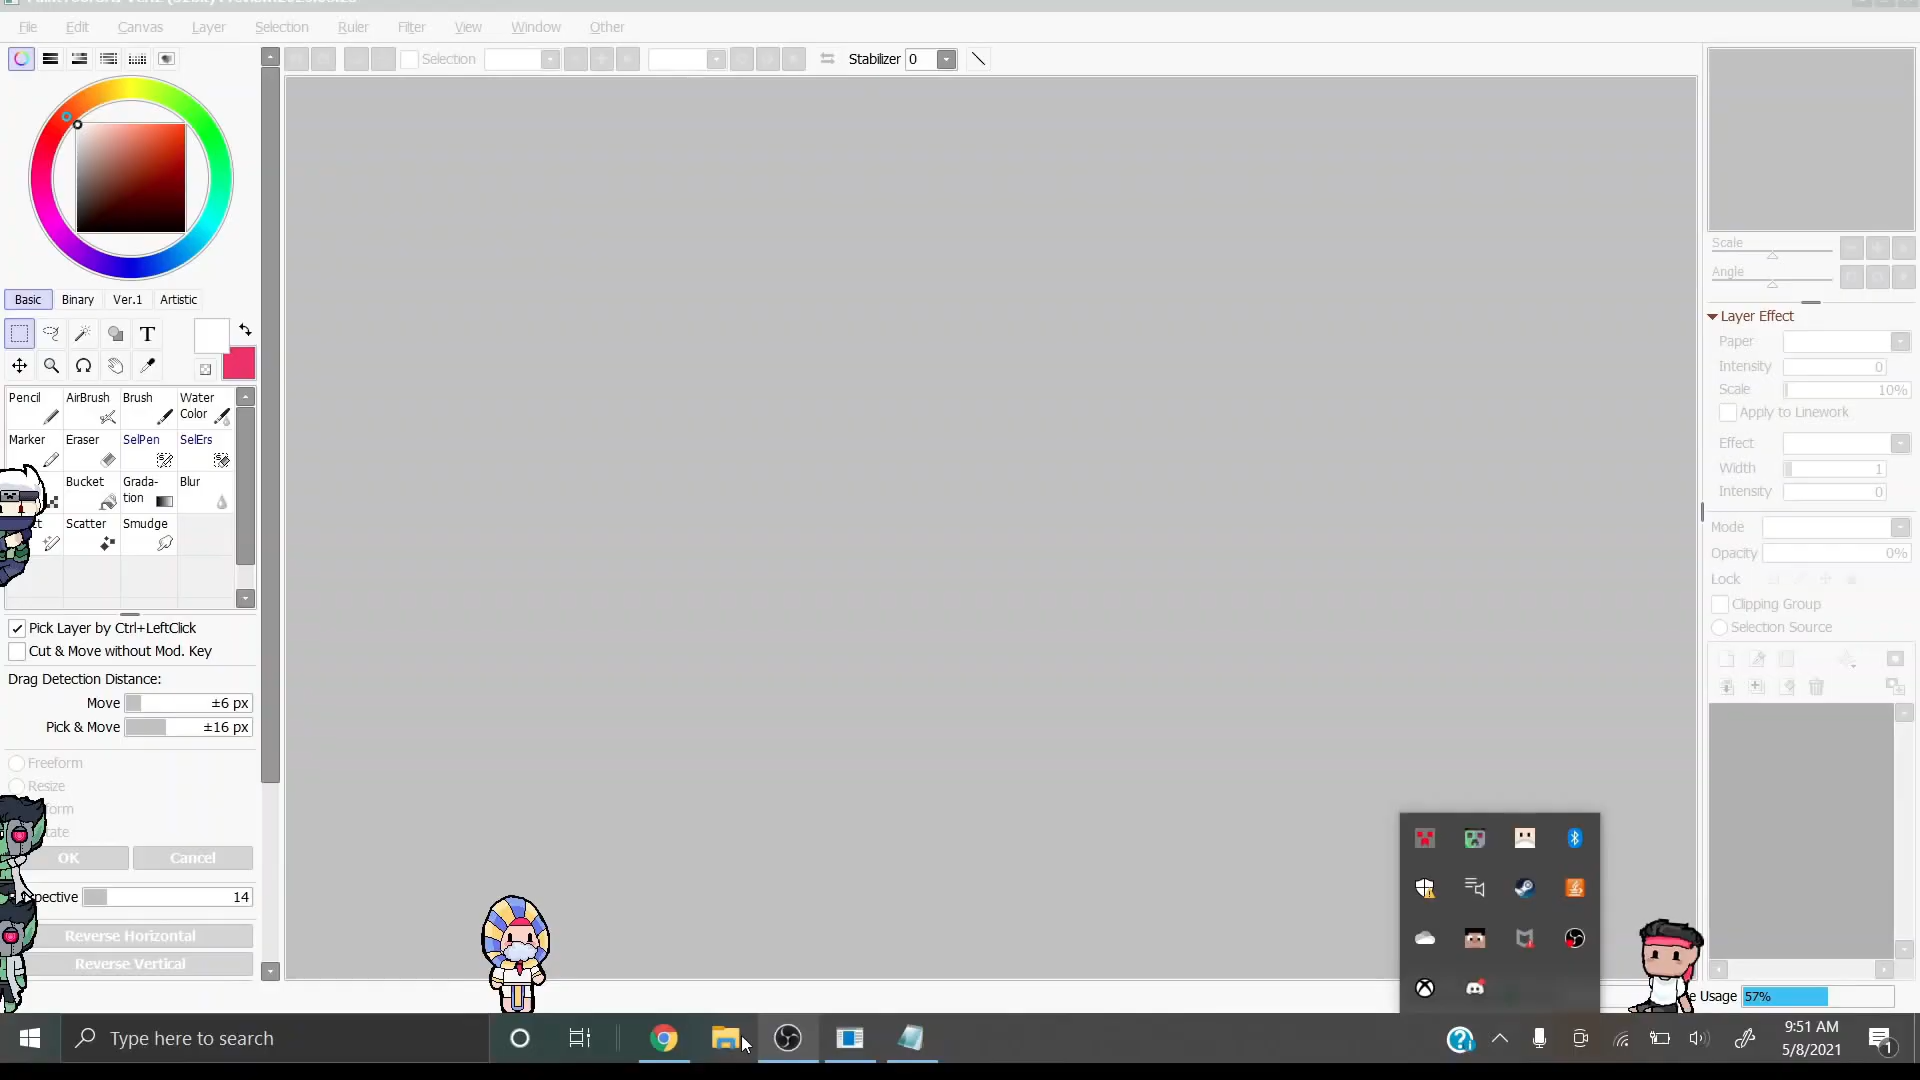 File Edit Canvas Layer Selection Ruler Filter View Window Other
Selection Stabilizer 0
Scale
Angle
Basic Binary Ver.1 Artistic
Layer Effect
Paper
Intensity 0
Scale 10%
Apply to Linework
Effect
Width 1
Intensity 0
T
Pencil AirBrush Brush Water Color
Marker Eraser SelPen SelErs
Bucket Grada-tion Blur
Scatter Smudge
Mode
Opacity 0%
Lock
Clipping Group
Selection Source
Pick Layer by Ctrl+LeftClick
Cut & Move without Mod. Key
Drag Detection Distance:
Move ±6 px
Pick & Move ±16 px
Freeform
Resize
OK Cancel
14
Reverse Horizontal
Reverse Vertical
Usage 57%
Type here to search
9:51 AM
5/8/2021
1